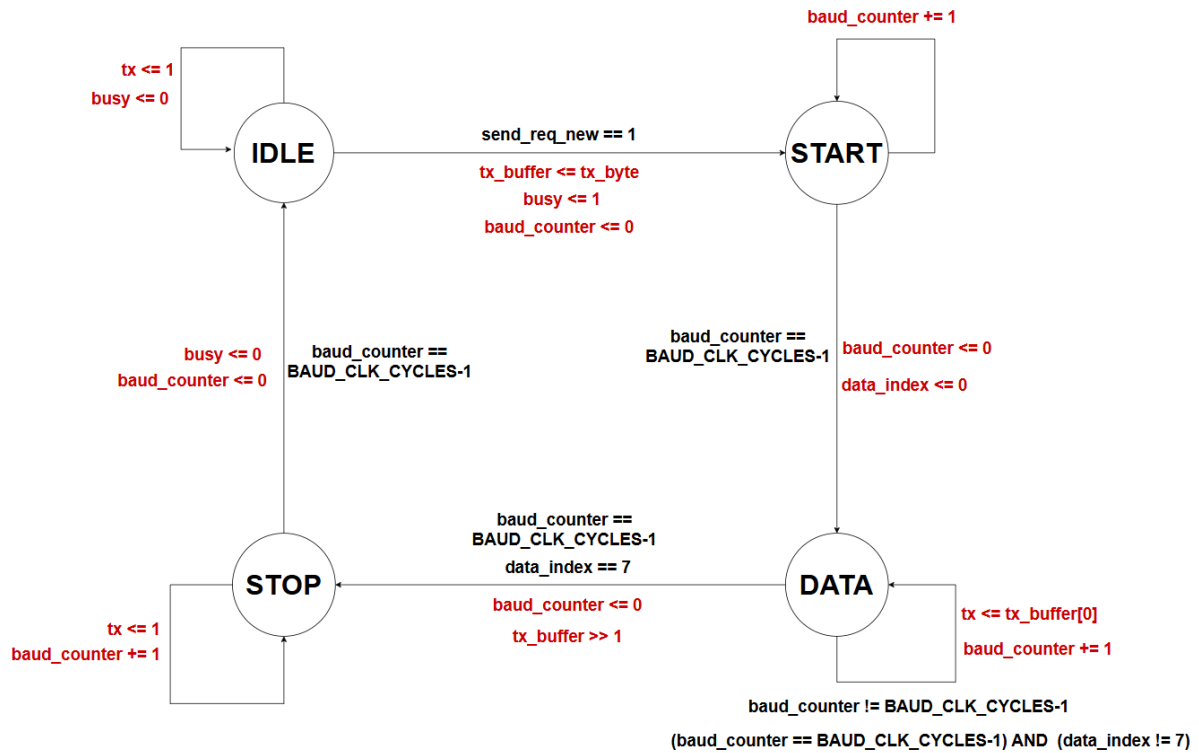 baud_counter += 1
tx <= 1
busy <= 0
IDLE
send_req_new == 1
START
tx_buffer <= tx_byte
busy <= 1
baud_counter <= 0
busy <= 0
baud_counter <= 0
baud_counter ==
BAUD_CLK_CYCLES-1
baud_counter ==
BAUD_CLK_CYCLES-1
baud_counter <= 0
data_index <= 0
baud_counter ==
BAUD_CLK_CYCLES-1
data_index == 7
STOP
DATA
baud_counter <= 0
tx_buffer >> 1
tx <= 1
baud_counter += 1
tx <= tx_buffer[0]
baud_counter += 1
baud_counter != BAUD_CLK_CYCLES-1
(baud_counter == BAUD_CLK_CYCLES-1) AND (data_index != 7)